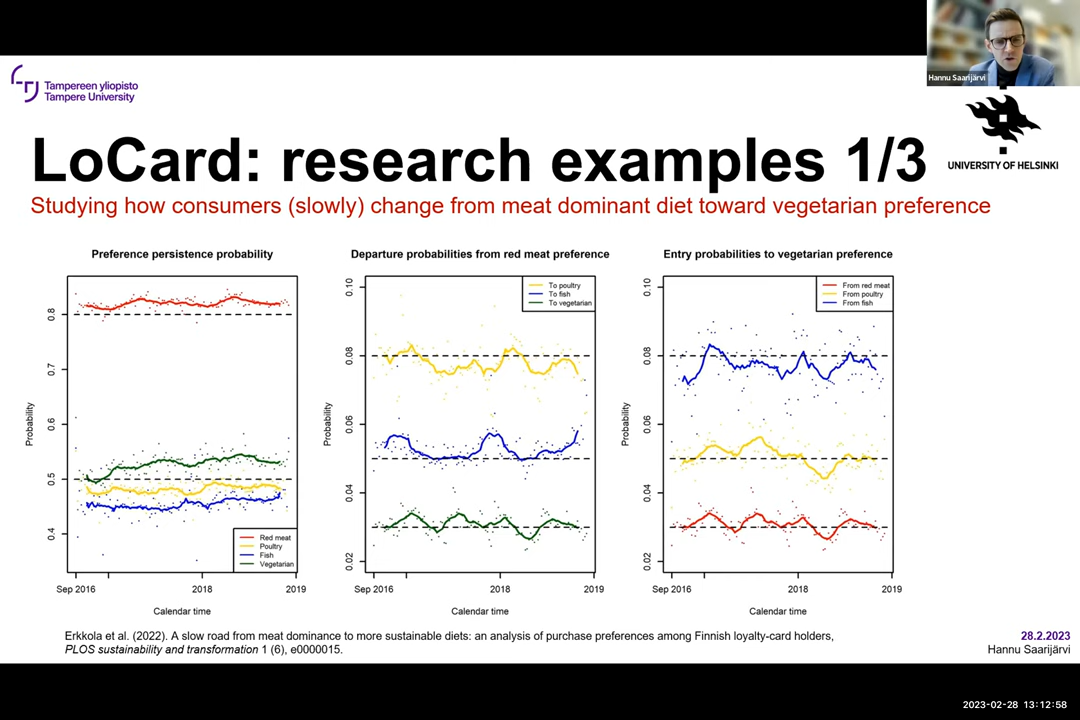 Hannu Saarijärvi
Tampereen yliopisto
Tampere University
UNIVERSITY OF HELSINKI
LoCard: research examples 1/3
Studying how consumers (slowly) change from meat dominant diet toward vegetarian preference
Preference persistence probability
Probability
0.8
0.7
0.6
0.5
0.4
Red meat
Poultry
Fish
Vegetarian
Sep 2016
2018
2019
Calendar time
Departure probabilities from red meat preference
Probability
0.10
0.08
0.06
0.04
0.02
To poultry
To fish
To vegetarian
Sep 2016
2018
2019
Calendar time
Entry probabilities to vegetarian preference
Probability
0.10
0.08
0.06
0.04
0.02
From red meat
From poultry
From fish
Sep 2016
2018
2019
Calendar time
Erkkola et al. (2022). A slow road from meat dominance to more sustainable diets: an analysis of purchase preferences among Finnish loyalty-card holders,
PLOS sustainability and transformation 1 (6), e0000015.
28.2.2023
Hannu Saarijärvi
2023-02-28 13:12:58